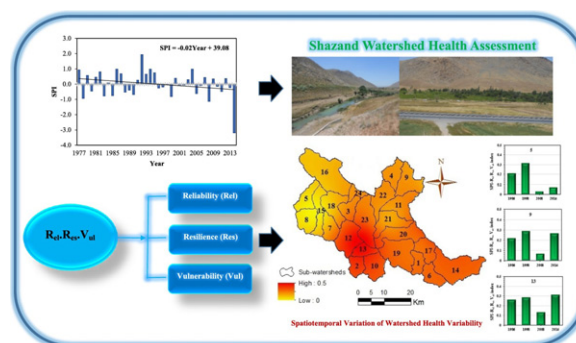 SPI = -0.02Year + 39.08
3.0
2.0
1.0
0.0
-1.0
-2.0
-3.0
-4.0
SPI
1977
1981
1985
1989
1993
1997
2001
2005
2009
2013
Year
Shazand Watershed Health Assessment
Rel.Res.Vul
Reliability (Rel)
Resilience (Res)
Vulnerability (Vul)
N
16
4
9
24
22
5
18
3
11
15
23
21
8
7
12
20
13
17
19
1
2
10
6
14
Sub-watersheds
High : 0.5
Low : 0
0 5 10 20
Km
Spatiotemporal Variation of Watershed Health Variability